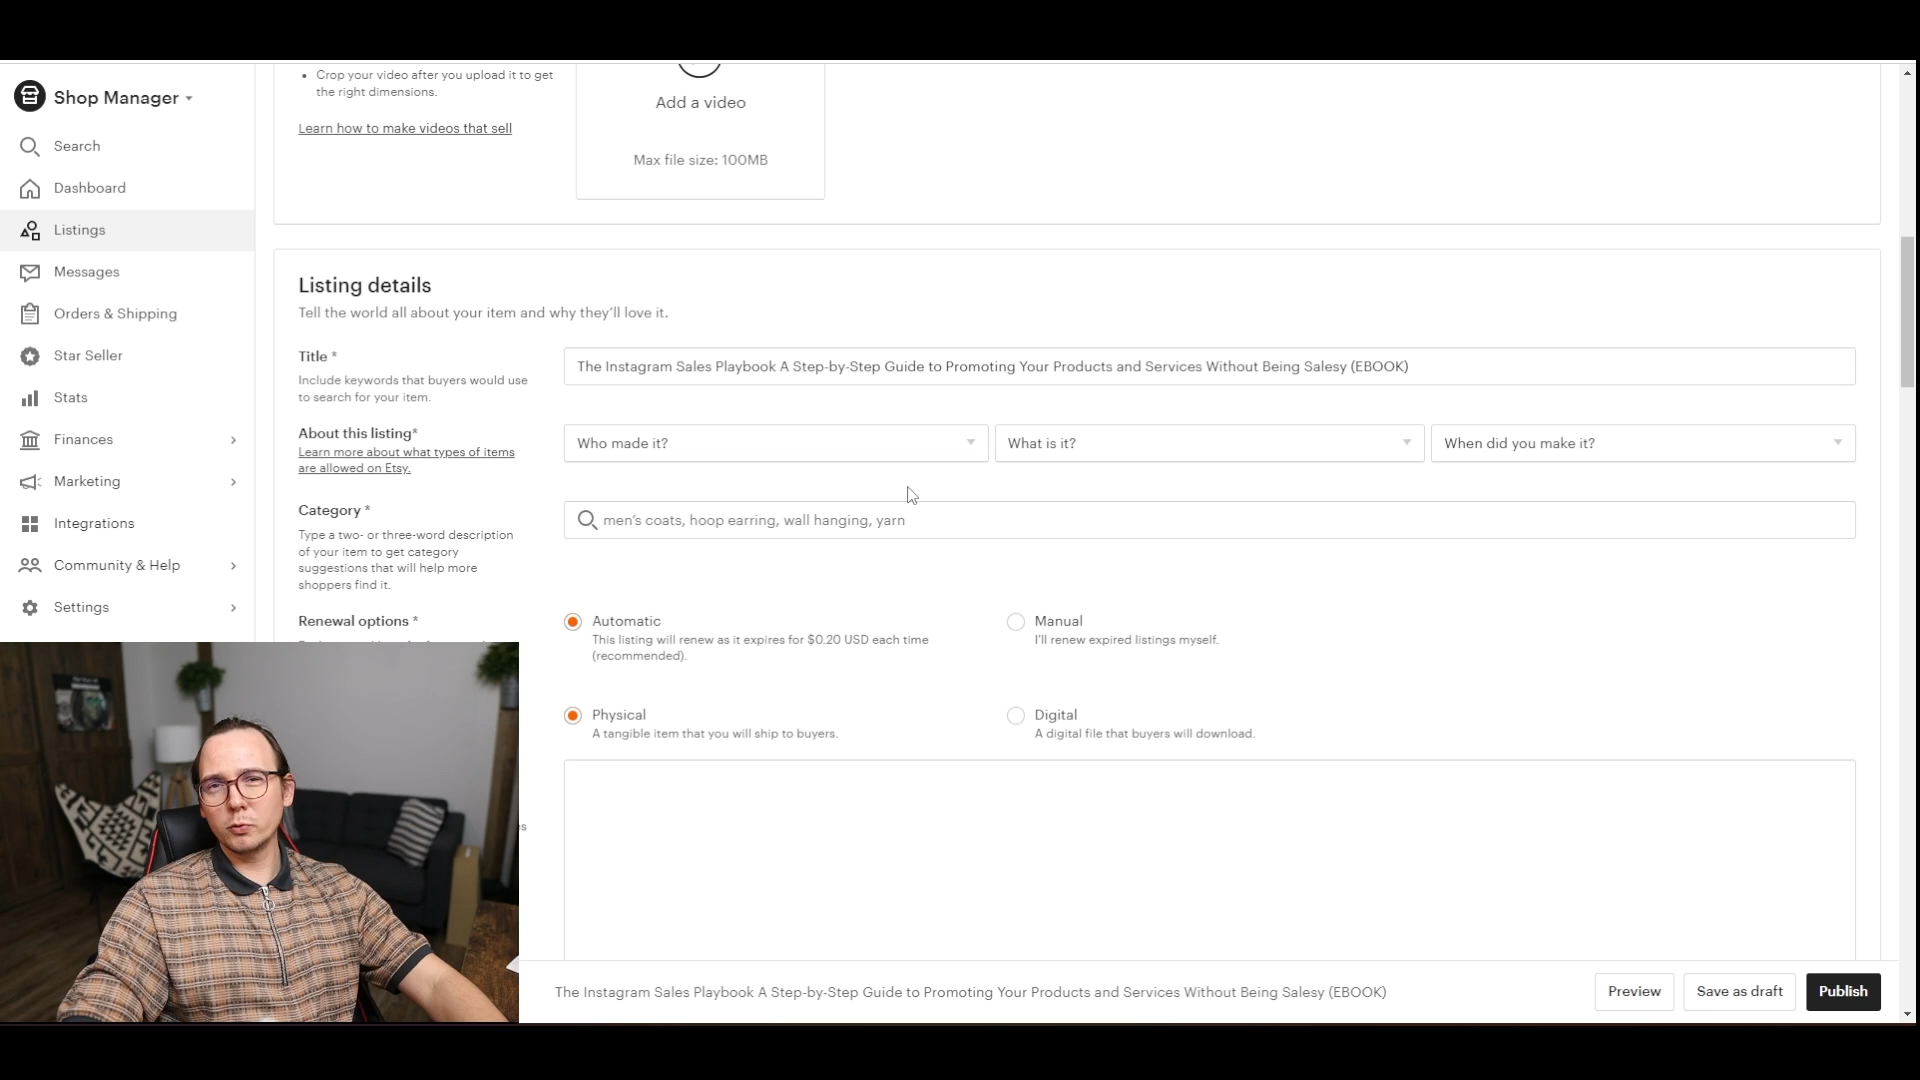 Crop your video after you upload it to get
the right dimensions.
Learn how to make videos that sell
Add a video
Max file size: 100MB
Shop Manager
Search
Dashboard
Listings
Messages
Orders & Shipping
Star Seller
Stats
Finances
Marketing
Integrations
Community & Help
Settings
Listing details
Tell the world all about your item and why they'll love it.
Title *
Include keywords that buyers would use
to search for your item.
The Instagram Sales Playbook A Step-by-Step Guide to Promoting Your Products and Services Without Being Salesy (EBOOK)
About this listing*
Learn more about what types of items
are allowed on Etsy.
Who made it?
What is it?
When did you make it?
Category *
Type a two- or three-word description
of your item to get category
suggestions that will help more
shoppers find it.
men's coats, hoop earring, wall hanging, yarn
Renewal options *
Automatic
This listing will renew as it expires for $0.20 USD each time
(recommended).
Manual
I'll renew expired listings myself.
Physical
A tangible item that you will ship to buyers.
Digital
A digital file that buyers will download.
The Instagram Sales Playbook A Step-by-Step Guide to Promoting Your Products and Services Without Being Salesy (EBOOK)
Preview
Save as draft
Publish